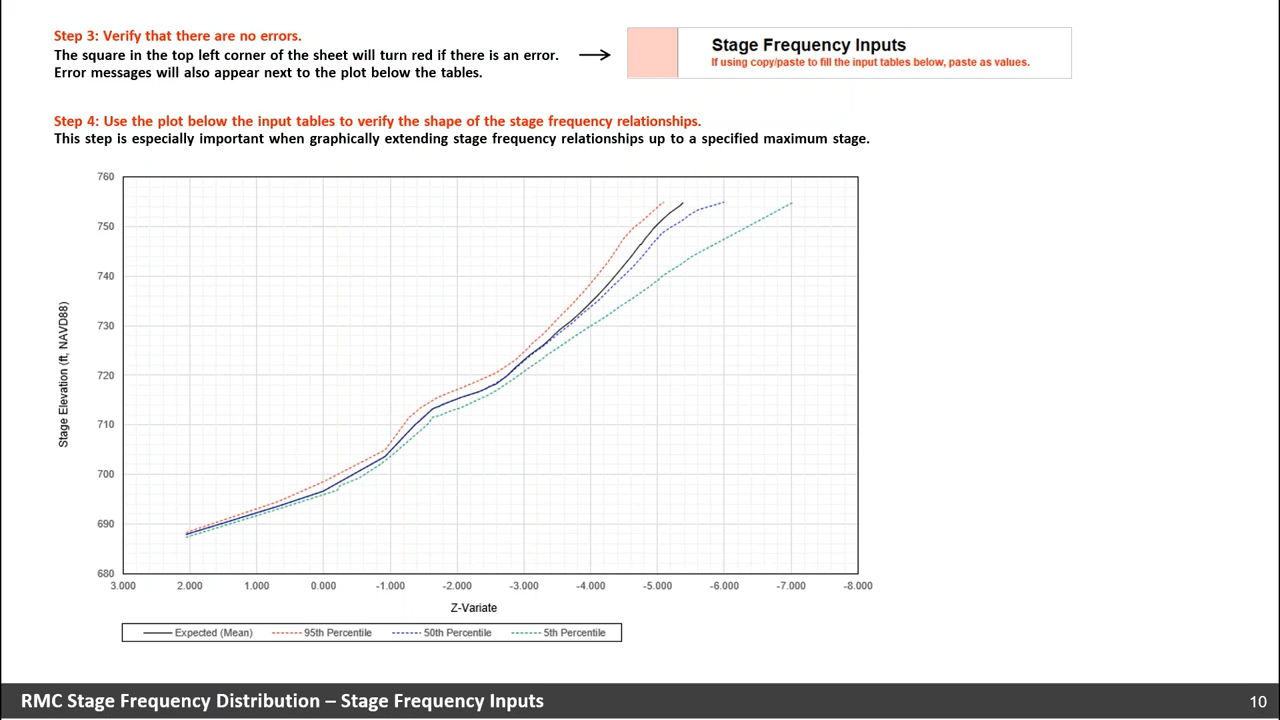 Step 3: Verify that there are no errors.
The square in the top left corner of the sheet will turn red if there is an error.
Error messages will also appear next to the plot below the tables.
Stage Frequency Inputs
If using copy/paste to fill the input tables below, paste as values.
Step 4: Use the plot below the input tables to verify the shape of the stage frequency relationships.
This step is especially important when graphically extending stage frequency relationships up to a specified maximum stage.
760
750
740
730
720
710
700
690
680
Stage Elevation (ft, NAVD88)
3.000 2.000 1.000 0.000 -1.000 -2.000 -3.000 -4.000 -5.000 -6.000 -7.000 -8.000
Z-Variate
Expected (Mean) 95th Percentile 50th Percentile 5th Percentile
RMC Stage Frequency Distribution – Stage Frequency Inputs
10